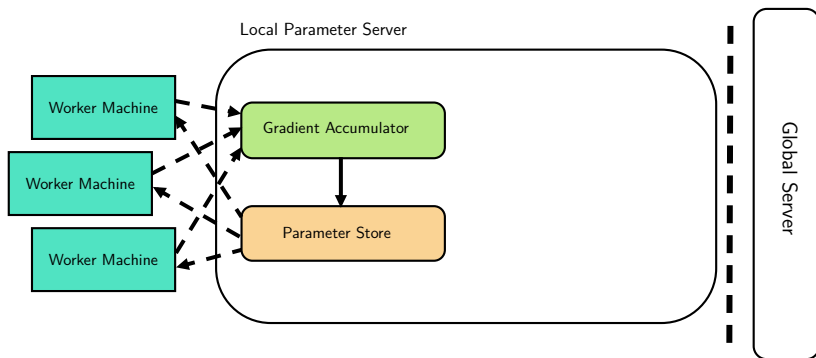 Local Parameter Server
Worker Machine
Gradient Accumulator
Worker Machine
Parameter Store
Worker Machine
Global Server